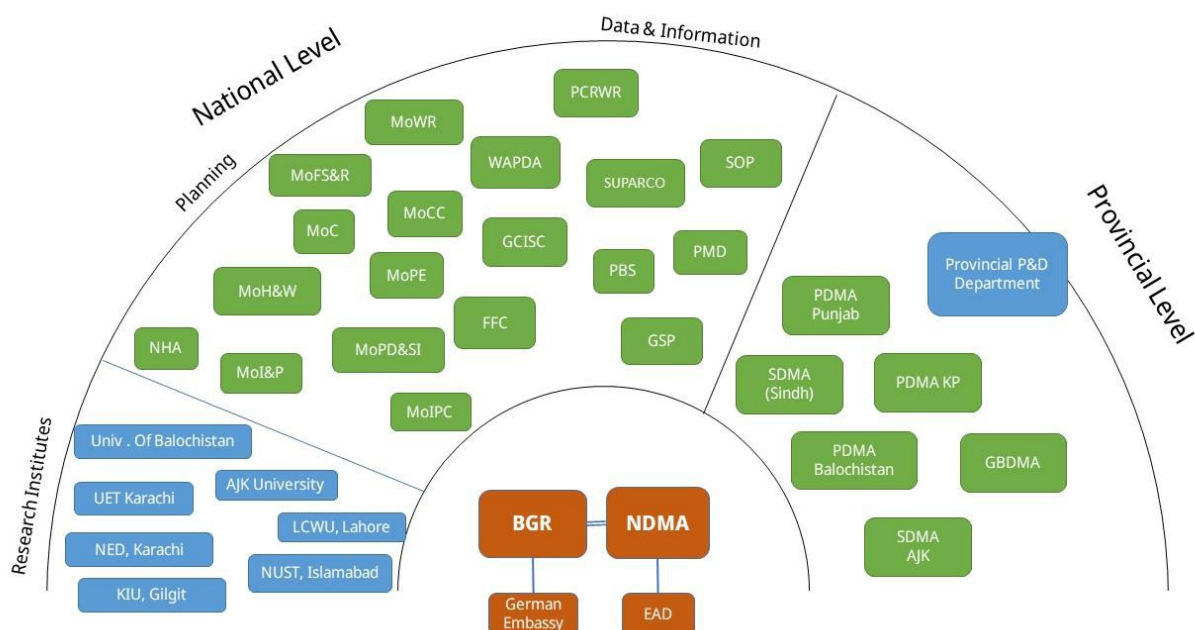 Data & Information
National Level
Planning
Provincial Level
Research Institutes
PCRWR
MoWR
WAPDA
SOP
MoFS&R
SUPARCO
MoCC
MoC
GCISC
PMD
MoPE
PBS
MoH&W
FFC
GSP
NHA
MoPD&SI
MoI&P
MoIPC
Provincial P&D
Department
PDMA
Punjab
SDMA
(Sindh)
PDMA KP
PDMA
Balochistan
GBDMA
SDMA
AJK
Univ . Of Balochistan
AJK University
UET Karachi
LCWU, Lahore
NED, Karachi
NUST, Islamabad
KIU, Gilgit
BGR
NDMA
German
Embassy
EAD